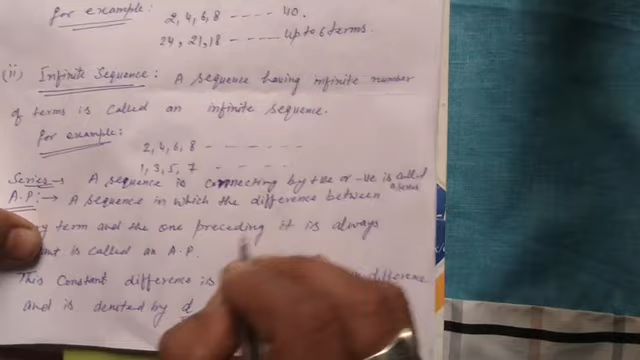 for example: 2, 4, 6, 8 ----- 40.
24, 21, 18 ----- up to 6 terms.
(ii) Infinite Sequence: A sequence having infinite number
of terms is called an infinite sequence.
for example:
2, 4, 6, 8 - - - - - - -
1, 3, 5, 7 - - - - -
Series → A sequence is connecting by +ve or -ve is called
a series
A.P:→ A sequence in which the difference between
term and the one preceding it is always
is called an A.P.
This Constant difference is difference
and is denoted by d